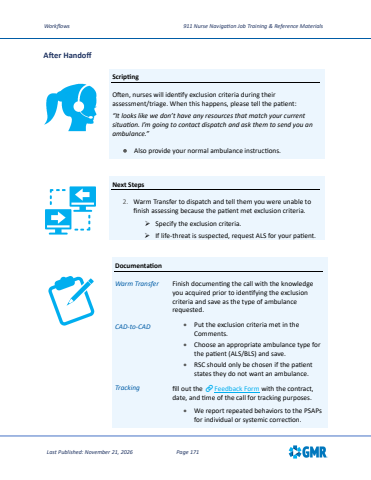 Workflows
911 Nurse Navigation Job Training & Reference Materials
After Handoff
Scripting
Often, nurses will identify exclusion criteria during their
assessment/triage. When this happens, please tell the patient:
“It looks like we don’t have any resources that match your current
situation. I’m going to contact dispatch and ask them to send you an
ambulance.”
● Also provide your normal ambulance instructions.
Next Steps
2. Warm Transfer to dispatch and tell them you were unable to
finish assessing because the patient met exclusion criteria.
➢ Specify the exclusion criteria.
➢ If life-threat is suspected, request ALS for your patient.
Documentation
Warm Transfer
Finish documenting the call with the knowledge
you acquired prior to identifying the exclusion
criteria and save as the type of ambulance
requested.
CAD-to-CAD
• Put the exclusion criteria met in the
Comments.
• Choose an appropriate ambulance type for
the patient (ALS/BLS) and save.
• RSC should only be chosen if the patient
states they do not want an ambulance.
Tracking
fill out the Feedback Form with the contract,
date, and time of the call for tracking purposes.
• We report repeated behaviors to the PSAPs
for individual or systemic correction.
Last Published: November 21, 2026
Page 171
GMR